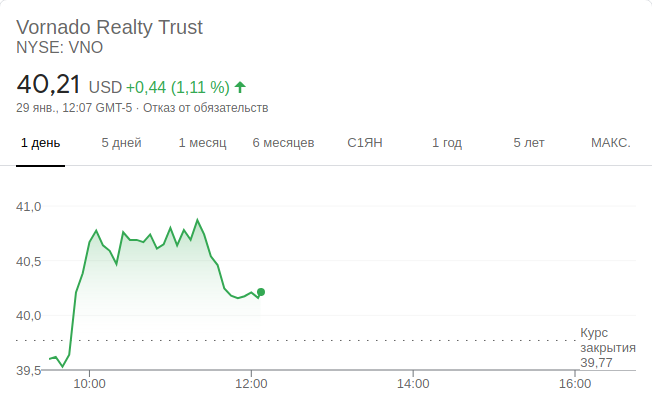 Vornado Realty Trust
NYSE: VNO
40,21 USD +0,44 (1,11 %)
29 янв., 12:07 GMT-5 · Отказ от обязательств
1 день 5 дней 1 месяц 6 месяцев С1ЯН 1 год 5 лет МАКС.
41,0
40,5
40,0
Курс
закрытия
39,77
39,5
10:00 12:00 14:00 16:00